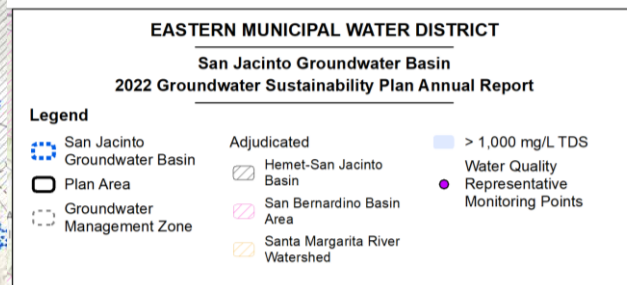 EASTERN MUNICIPAL WATER DISTRICT
San Jacinto Groundwater Basin
2022 Groundwater Sustainability Plan Annual Report
Legend
San Jacinto
Groundwater Basin
Plan Area
Groundwater
Management Zone
Adjudicated
Hemet-San Jacinto
Basin
San Bernardino Basin
Area
Santa Margarita River
Watershed
> 1,000 mg/L TDS
Water Quality
Representative
Monitoring Points